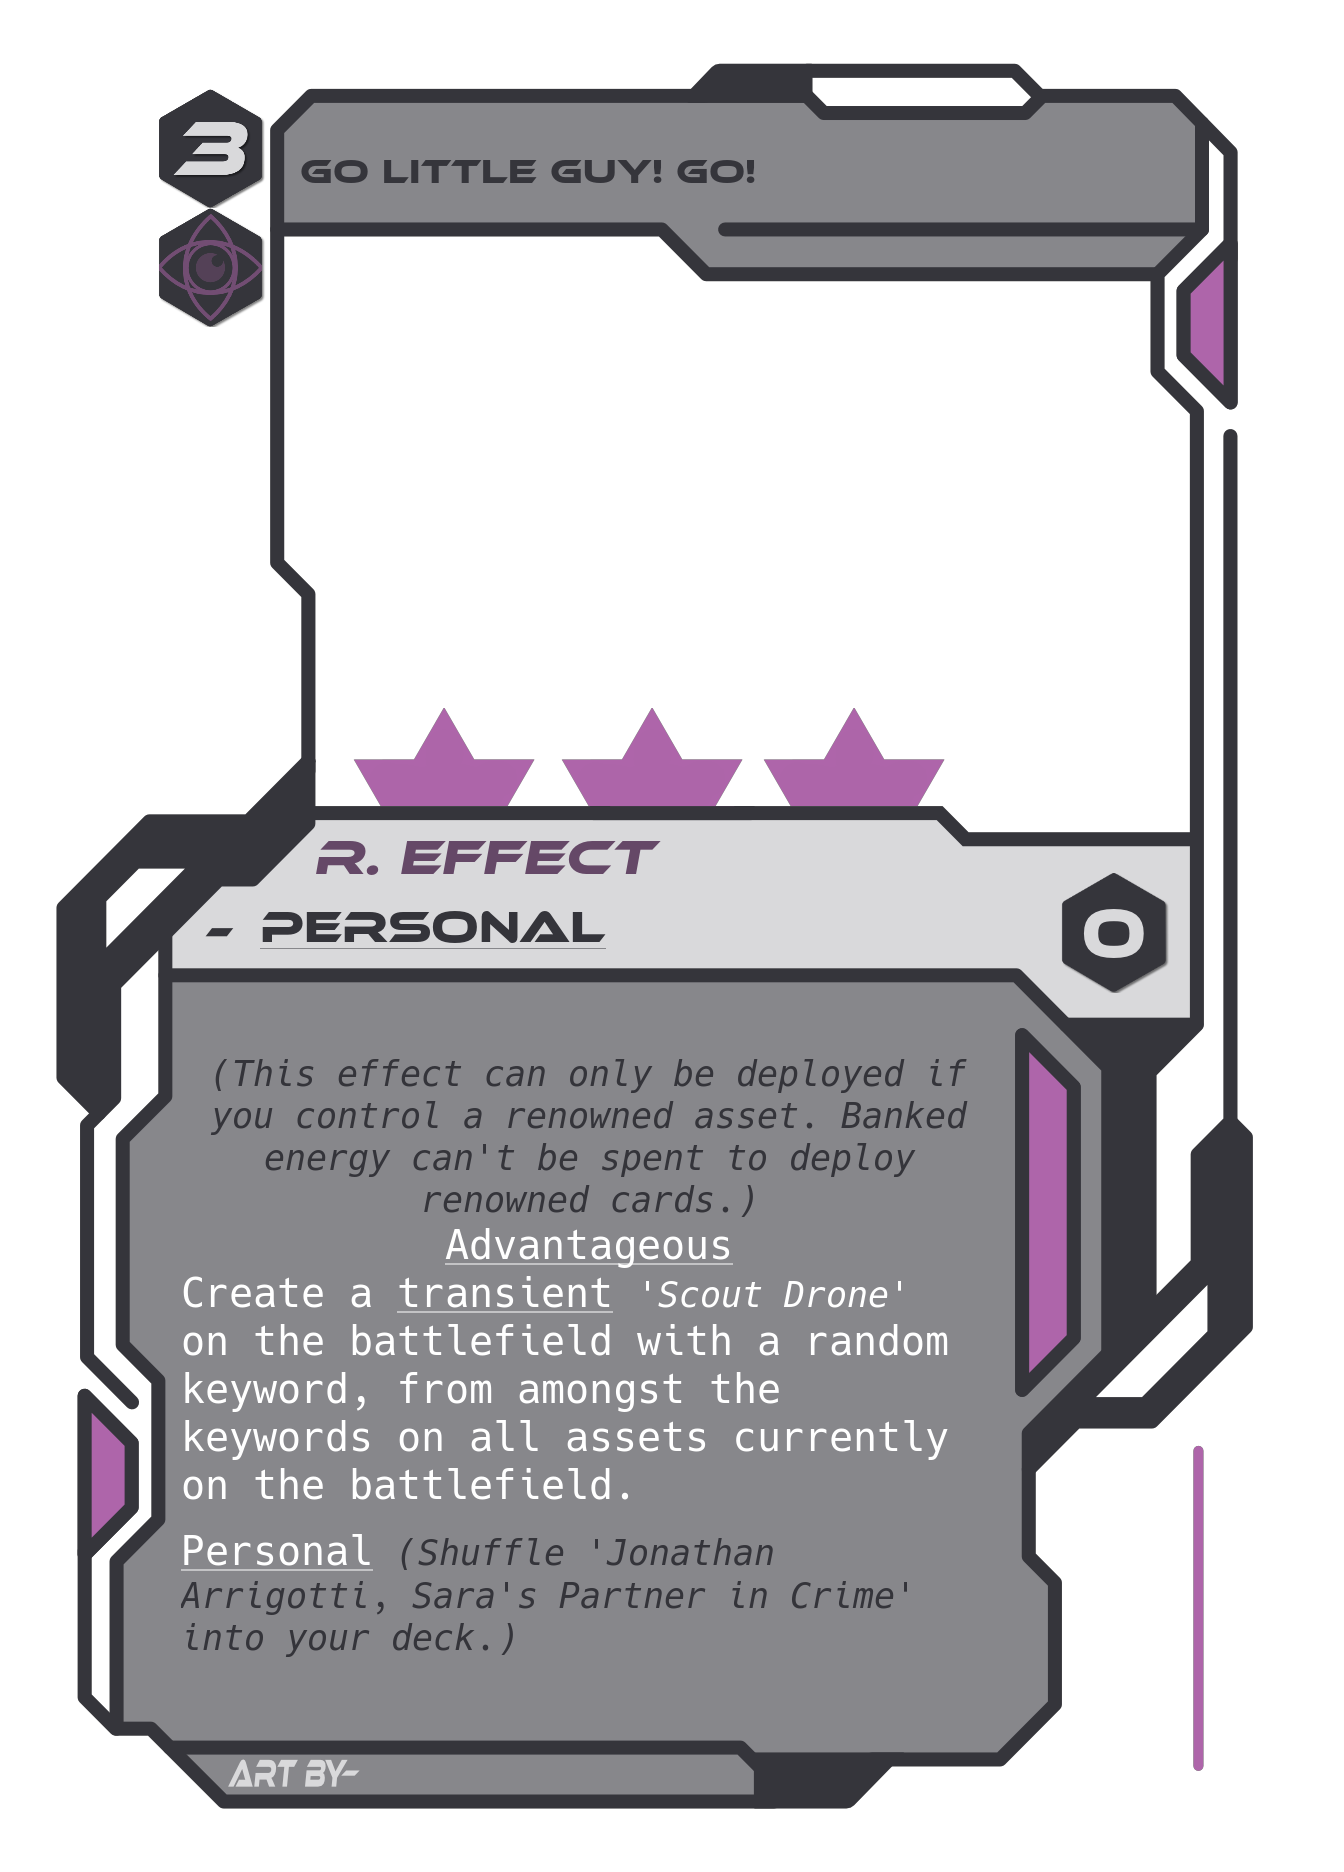 3
GO LITTLE GUY! GO!
R. EFFECT
- PERSONAL
0
(This effect can only be deployed if
you control a renowned asset. Banked
energy can't be spent to deploy
renowned cards.)
Advantageous
Create a transient 'Scout Drone'
on the battlefield with a random
keyword, from amongst the
keywords on all assets currently
on the battlefield.
Personal (Shuffle 'Jonathan
Arrigotti, Sara's Partner in Crime'
into your deck.)
ART BY-